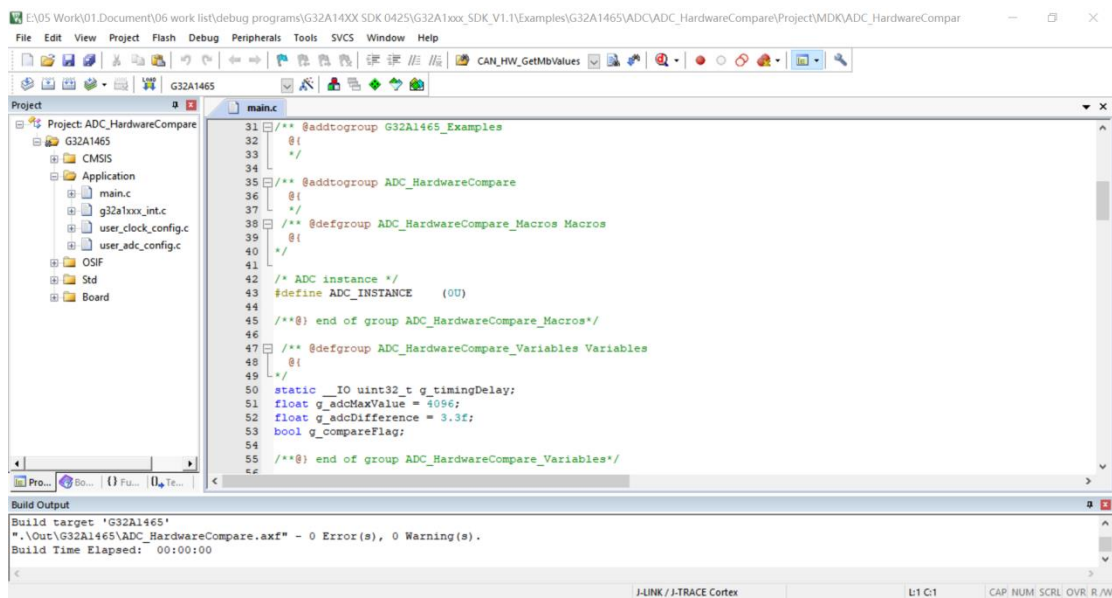 E:\05 Work\01.Document\06 work list\debug programs\G32A14XX SDK 0425\G32A1xxx_SDK_V1.1\Examples\G32A1465\ADC\ADC_HardwareCompare\Project\MDK\ADC_HardwareCompar
File Edit View Project Flash Debug Peripherals Tools SVCS Window Help
CAN_HW_GetMbValues
LOAD G32A1465
Project
main.c
Project: ADC_HardwareCompare
G32A1465
CMSIS
Application
main.c
g32a1xxx_int.c
user_clock_config.c
user_adc_config.c
OSIF
Std
Board
31 /** @addtogroup G32A1465_Examples
32 @{
33 */
34
35 /** @addtogroup ADC_HardwareCompare
36 @{
37 */
38 /** @defgroup ADC_HardwareCompare_Macros Macros
39 @{
40 */
41
42 /* ADC instance */
43 #define ADC_INSTANCE (0U)
44
45 /**@} end of group ADC_HardwareCompare_Macros*/
46
47 /** @defgroup ADC_HardwareCompare_Variables Variables
48 @{
49 */
50 static __IO uint32_t g_timingDelay;
51 float g_adcMaxValue = 4096;
52 float g_adcDifference = 3.3f;
53 bool g_compareFlag;
54
55 /**@} end of group ADC_HardwareCompare_Variables*/
56
Pro... Bo... {} Fu... Te...
Build Output
Build target 'G32A1465'
".\Out\G32A1465\ADC_HardwareCompare.axf" - 0 Error(s), 0 Warning(s).
Build Time Elapsed: 00:00:00
J-LINK / J-TRACE Cortex L:1 C:1 CAP NUM SCRL OVR R/W